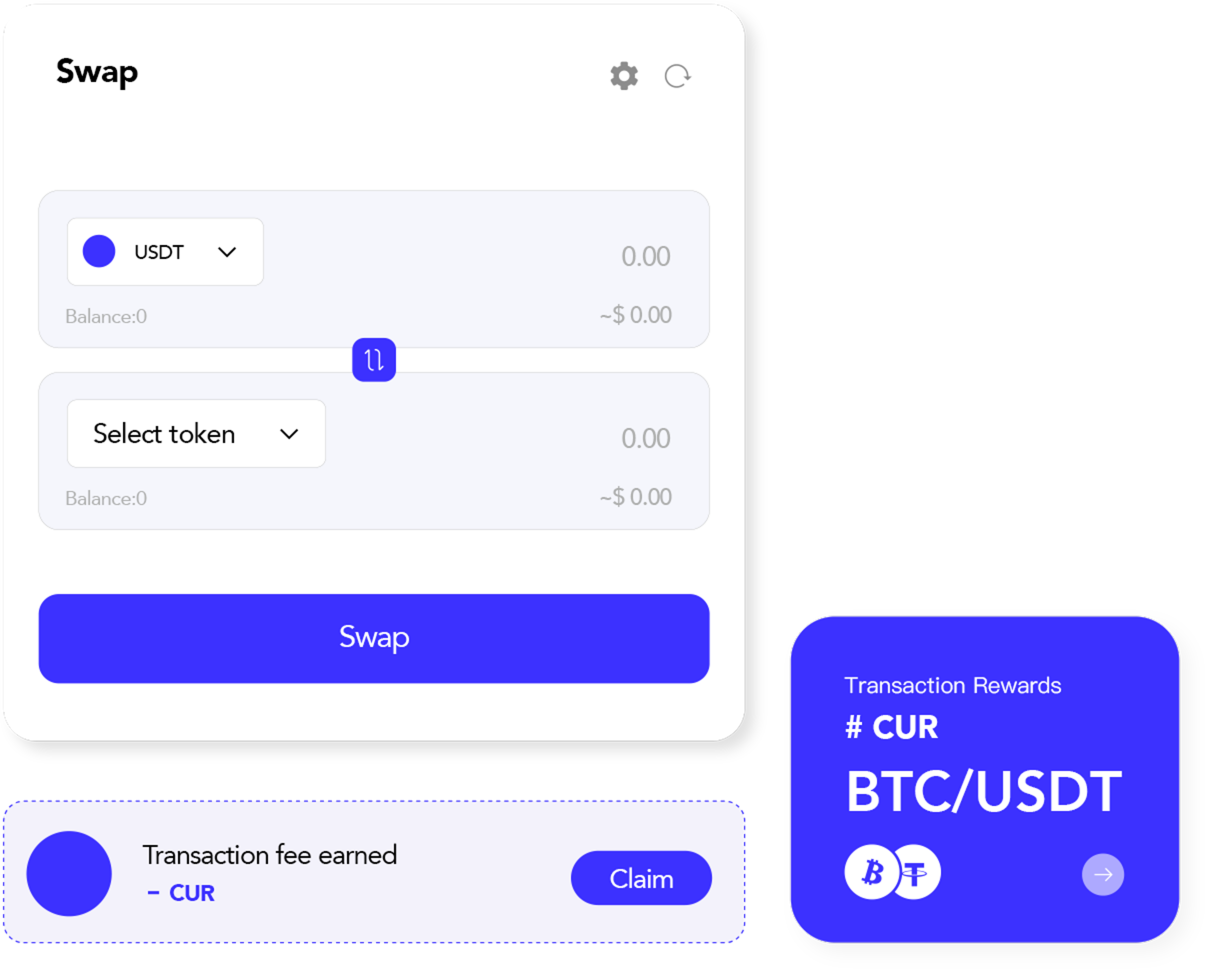 Swap
USDT
0.00
Balance:0
~$ 0.00
Select token
0.00
Balance:0
~$ 0.00
Swap
Transaction fee earned
– CUR
Claim
Transaction Rewards
# CUR
BTC/USDT